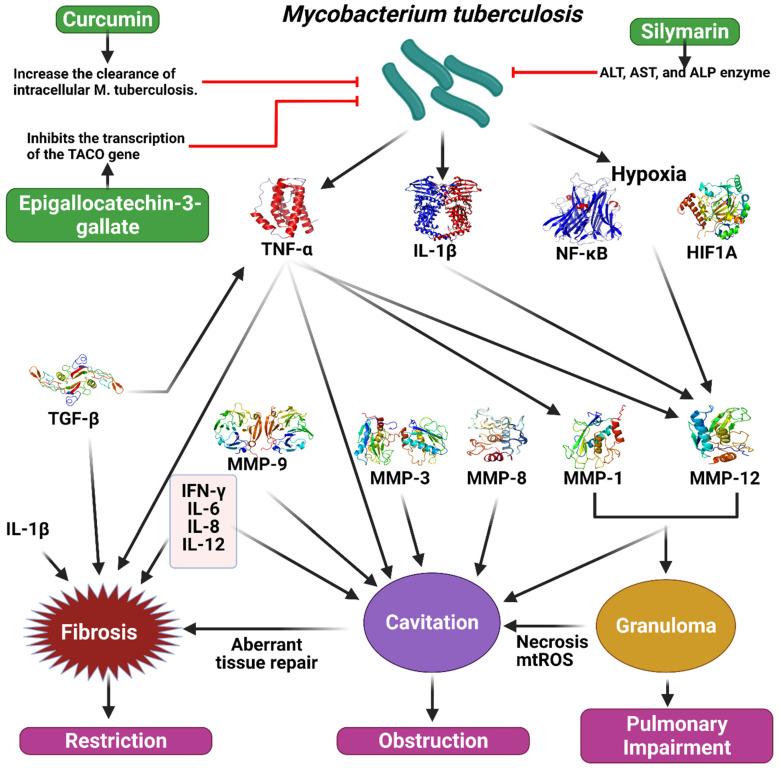 Curcumin
Mycobacterium tuberculosis
Silymarin
Increase the clearance of
intracellular M. tuberculosis.
ALT, AST, and ALP enzyme
Inhibits the transcription
of the TACO gene
Epigallocatechin-3-
gallate
Hypoxia
TNF-α
IL-1β
NF-κB
HIF1A
TGF-β
MMP-9
MMP-3
MMP-8
MMP-1
MMP-12
IFN-γ
IL-6
IL-8
IL-12
IL-1β
Fibrosis
Cavitation
Granuloma
Aberrant
tissue repair
Necrosis
mtROS
Restriction
Obstruction
Pulmonary
Impairment